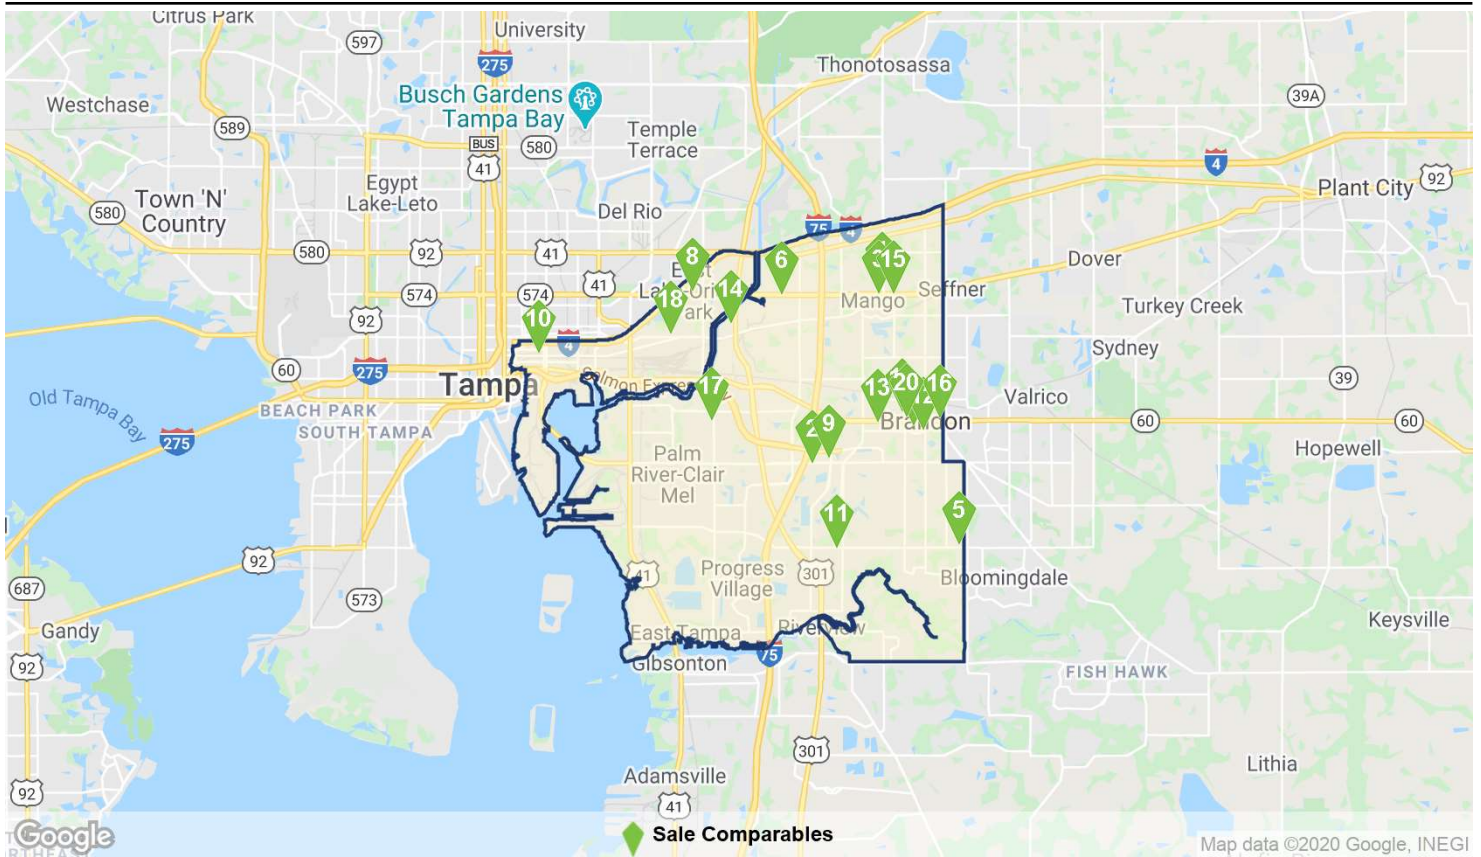 Citrus Park
University
597
275
Thonotosassa
Westchase
Busch Gardens
Tampa Bay
39A
589
Temple
Terrace
BUS
41
580
4
92
Egypt
Lake-Leto
Plant City
Town 'N'
Country
580
Del Rio
75
4
580
92
41
8
6
15
Dover
East
574
574
41
14
Mango
Seffner
18
Park
Turkey Creek
92
10
4
Sydney
60
275
Tampa
17
13
20
16
39
Valrico
Old Tampa Bay
BEACH PARK
SOUTH TAMPA
275
2
9
Brandon
60
60
Hopewell
Palm
River-Clair
Mel
11
5
92
687
573
41
Progress
Village
301
Bloomingdale
Keysville
Gandy
East Tampa
Riverview
92
Gibsonton
75
FISH HAWK
301
Lithia
Adamsville
92
41
Google
Sale Comparables
Map data ©2020 Google, INEGI